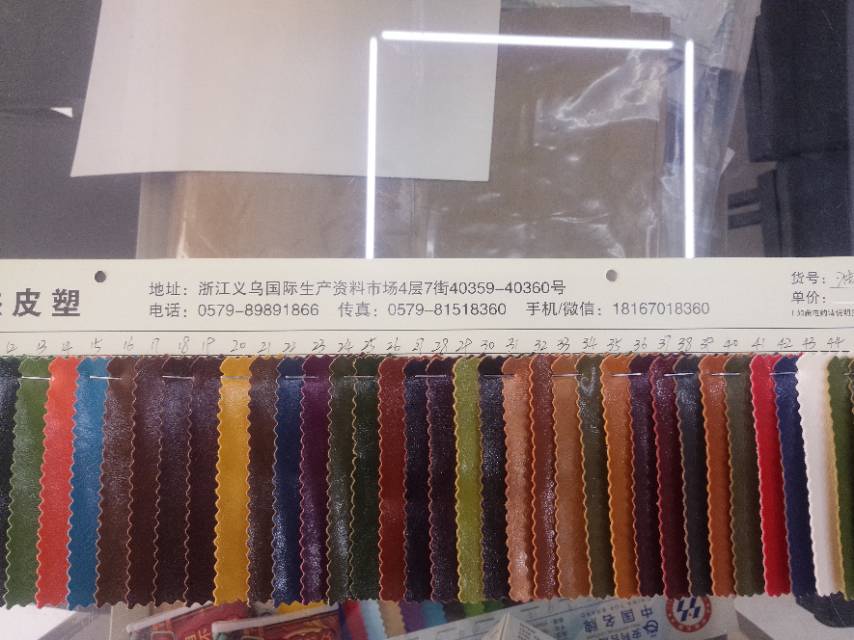 皮塑
地址：浙江义乌国际生产资料市场4层7街40359-40360号
电话：0579-89891866 传真：0579-81518360 手机/微信：18167018360
货号：
单价：
12 13 14 15 16 17 18 19 20 21 22 23 24 25 26 27 28 29 30 31 32 33 34 35 36 37 38 39 40 41 42 43 44
中国名牌